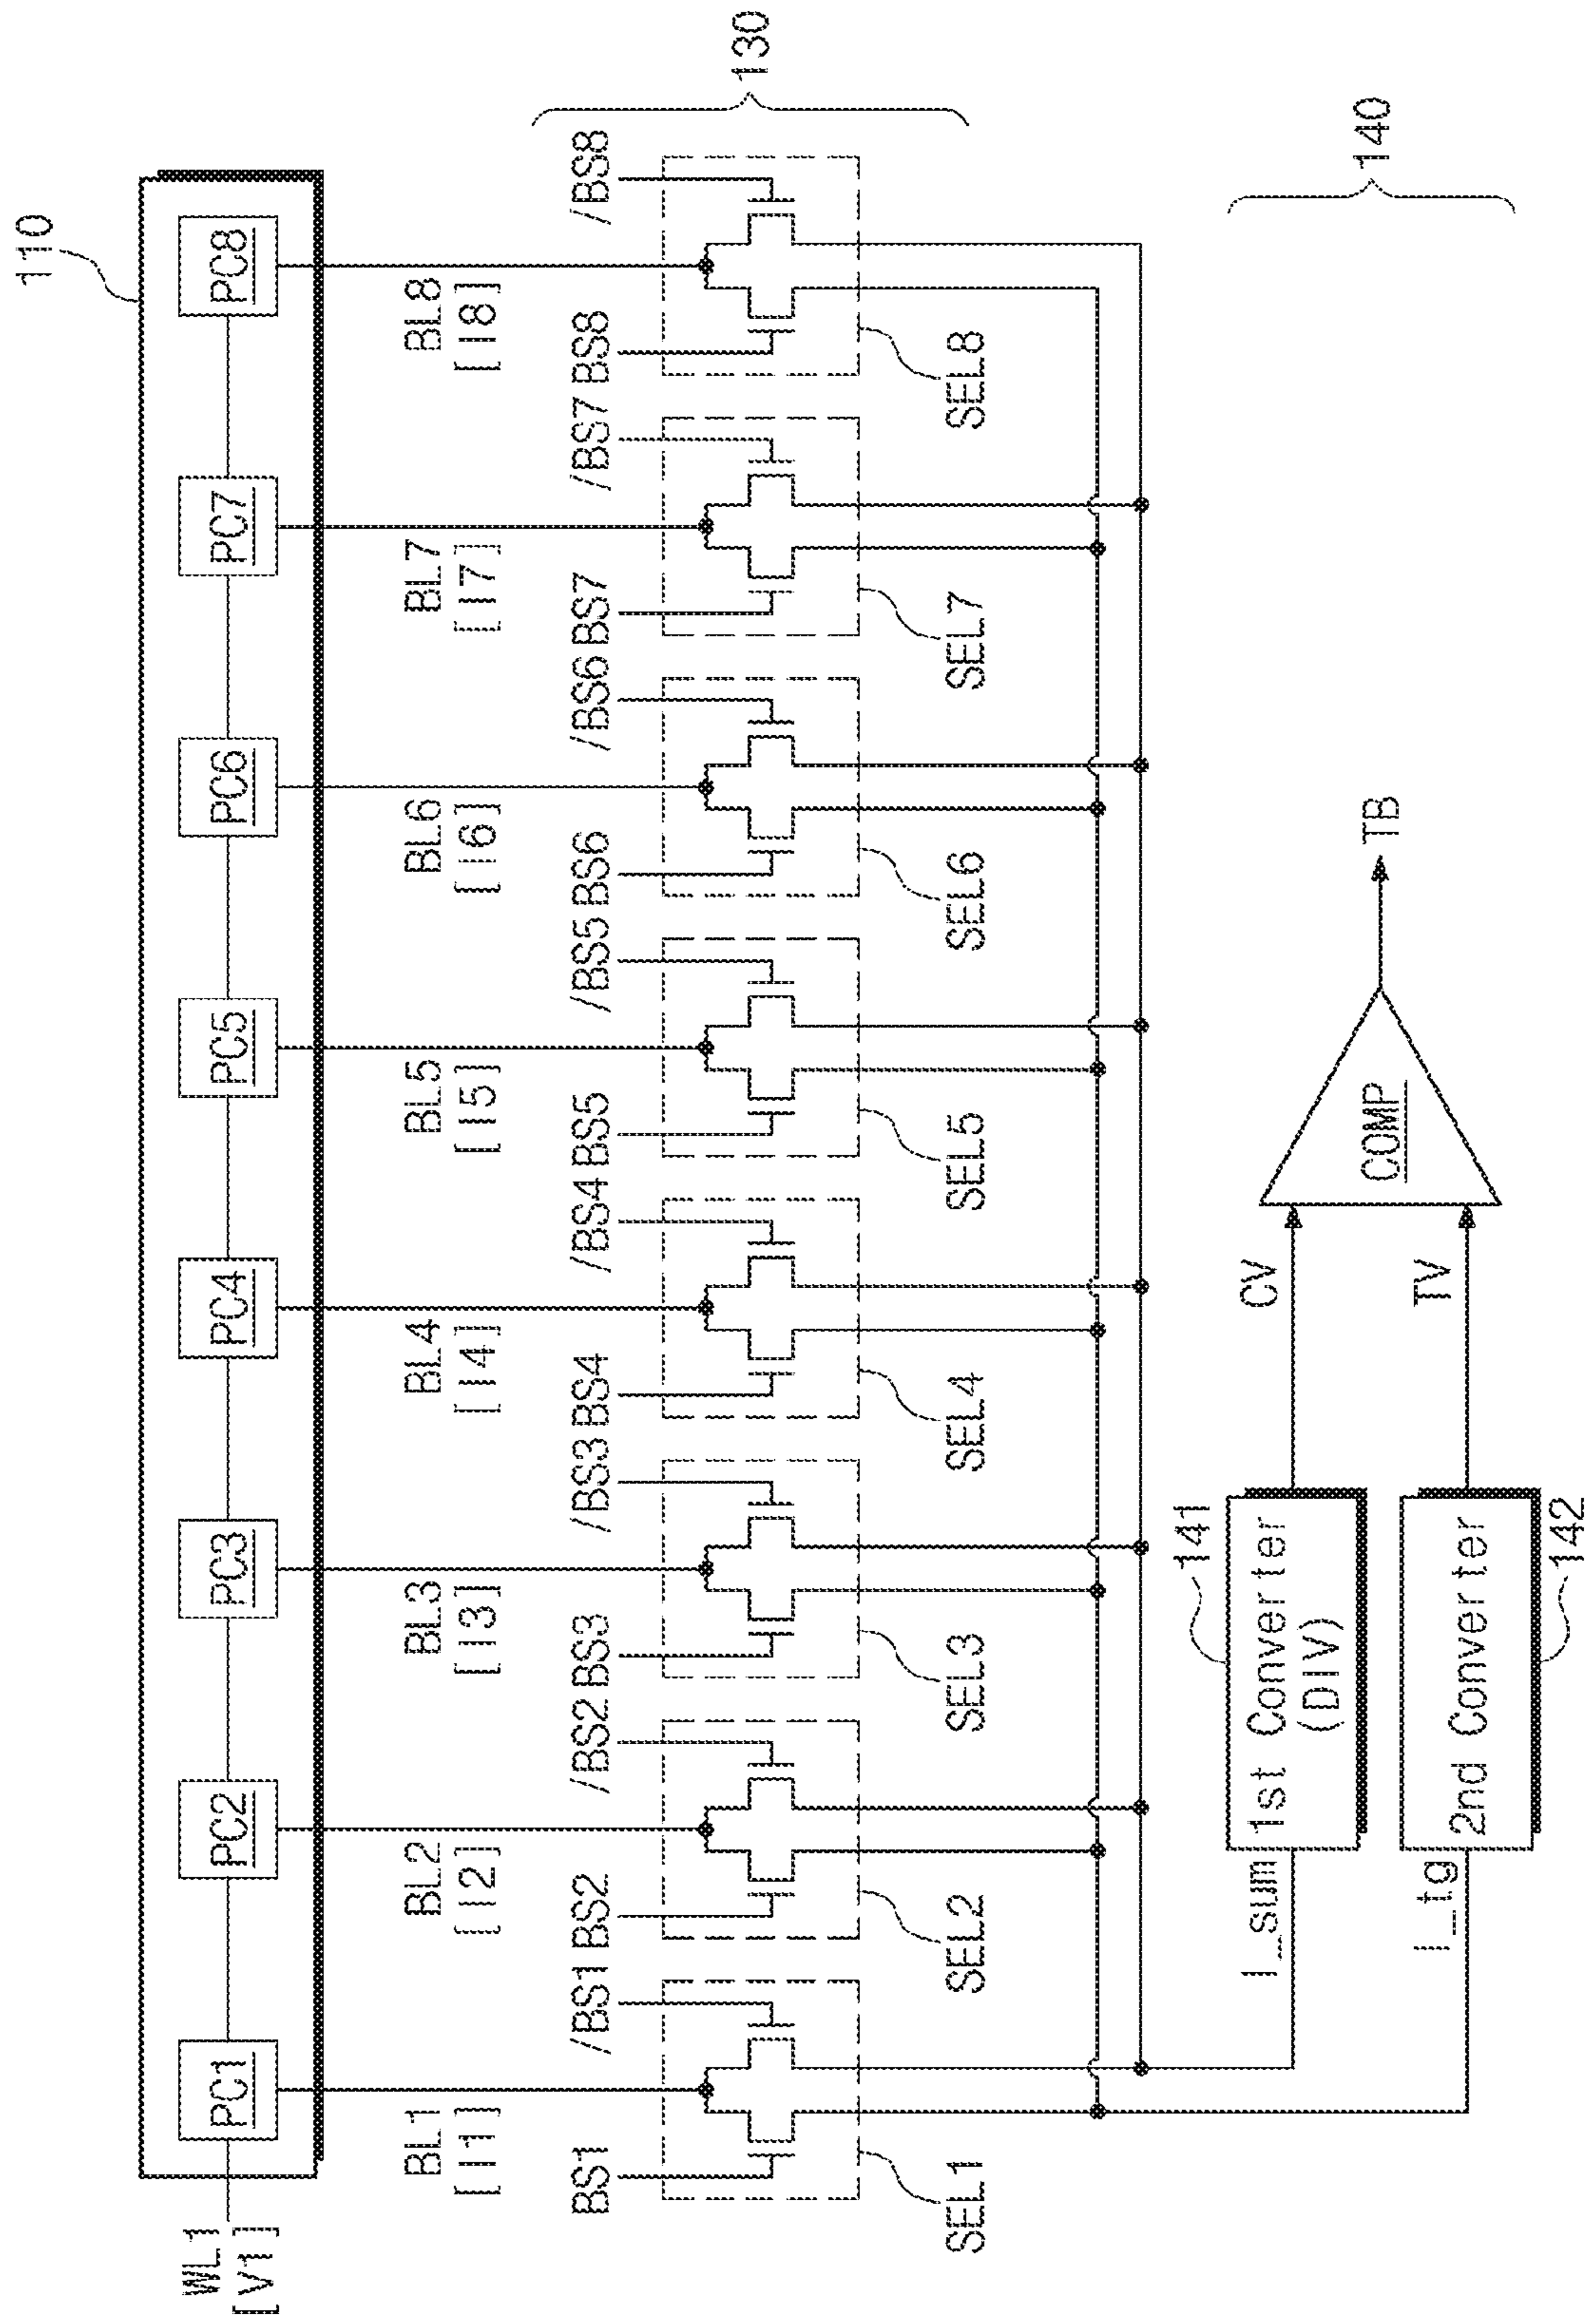 110
WL1
[V1]
PC1
PC2
PC3
PC4
PC5
PC6
PC7
PC8
BL1
[I1]
BL2
[I2]
BL3
[I3]
BL4
[I4]
BL5
[I5]
BL6
[I6]
BL7
[I7]
BL8
[I8]
BS1
/BS1
BS2
/BS2
BS3
/BS3
BS4
/BS4
BS5
/BS5
BS6
/BS6
BS7
/BS7
BS8
/BS8
130
SEL1
SEL2
SEL3
SEL4
SEL5
SEL6
SEL7
SEL8
140
I_sum
141
1st Converter
(DIV)
CV
I_tg
2nd Converter
142
TV
COMP
TB